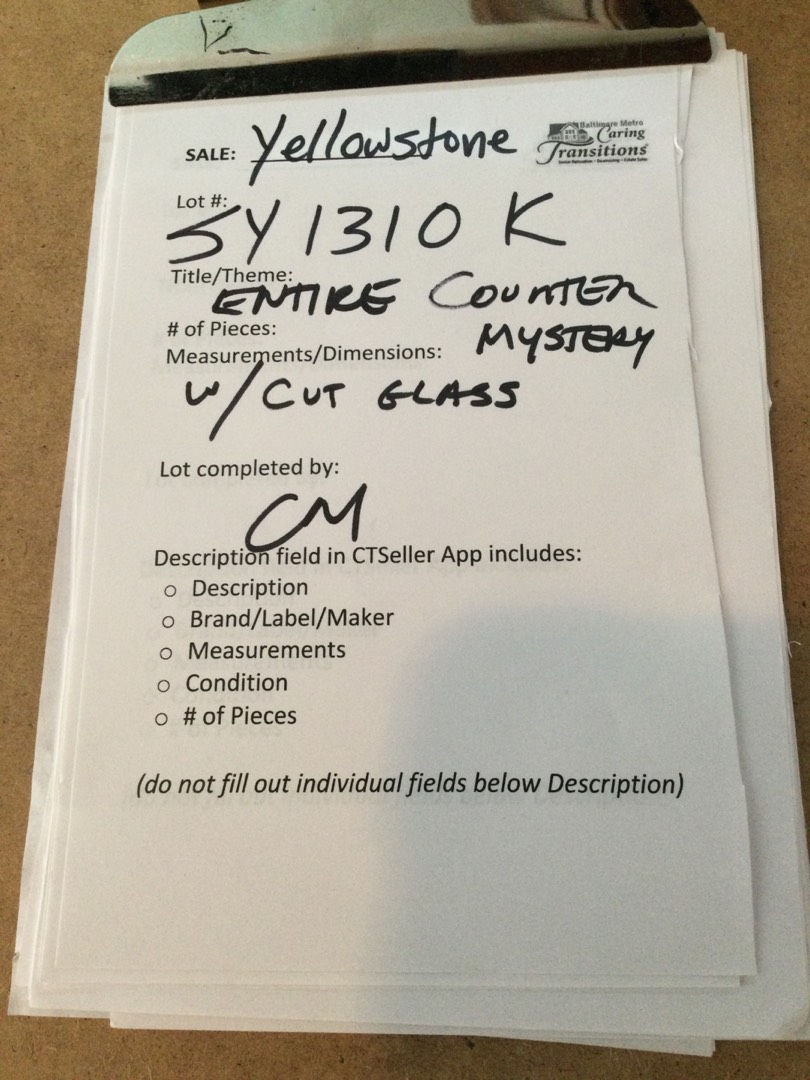 SALE: Yellowstone
Baltimore Metro
Caring
Transitions
Lot #:
SY 1310 K
Title/Theme:
ENTIRE COUNTER
# of Pieces:
MYSTERY
Measurements/Dimensions:
W/CUT GLASS
Lot completed by:
CM
Description field in CTSeller App includes:
○ Description
○ Brand/Label/Maker
○ Measurements
○ Condition
○ # of Pieces
(do not fill out individual fields below Description)